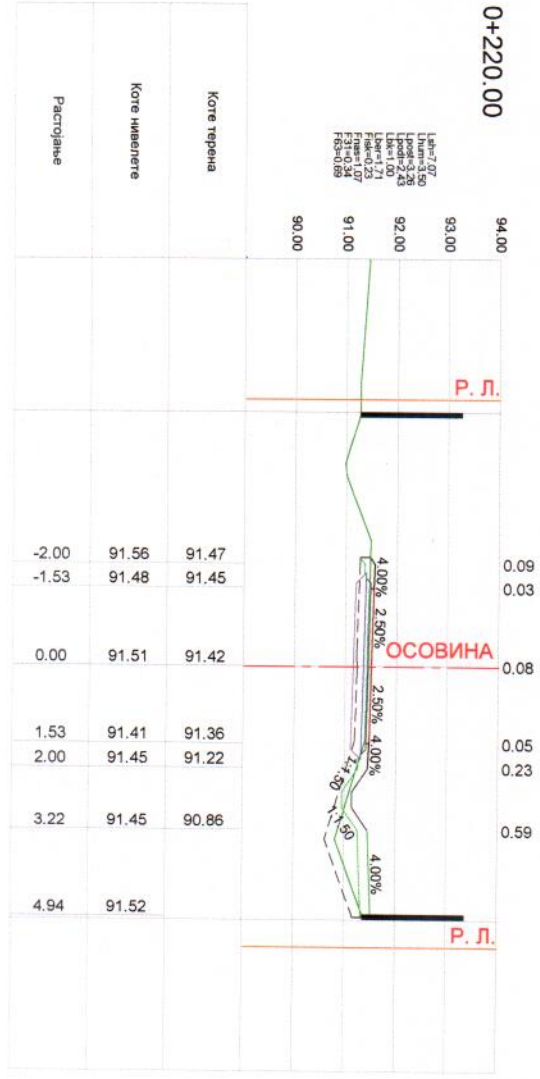 0+220.00
Lsh=7.07
Lhum=3.50
Lpost=3.26
Lpodt=2.43
Lbk=1.00
Lber=1.71
Fisk=0.23
Fnas=1.07
F31=0.34
F63=0.69
94.00
93.00
92.00
91.00
90.00
Р. Л.
ОСОВИНА
Р. Л.
4.00%
2.50%
2.50%
4.00%
1:1.50
1:1.50
4.00%
0.09
0.03
0.08
0.05
0.23
0.59
Коте терена
91.47
91.45
91.42
91.36
91.22
90.86
Коте нивелете
91.56
91.48
91.51
91.41
91.45
91.45
91.52
Растојање
-2.00
-1.53
0.00
1.53
2.00
3.22
4.94